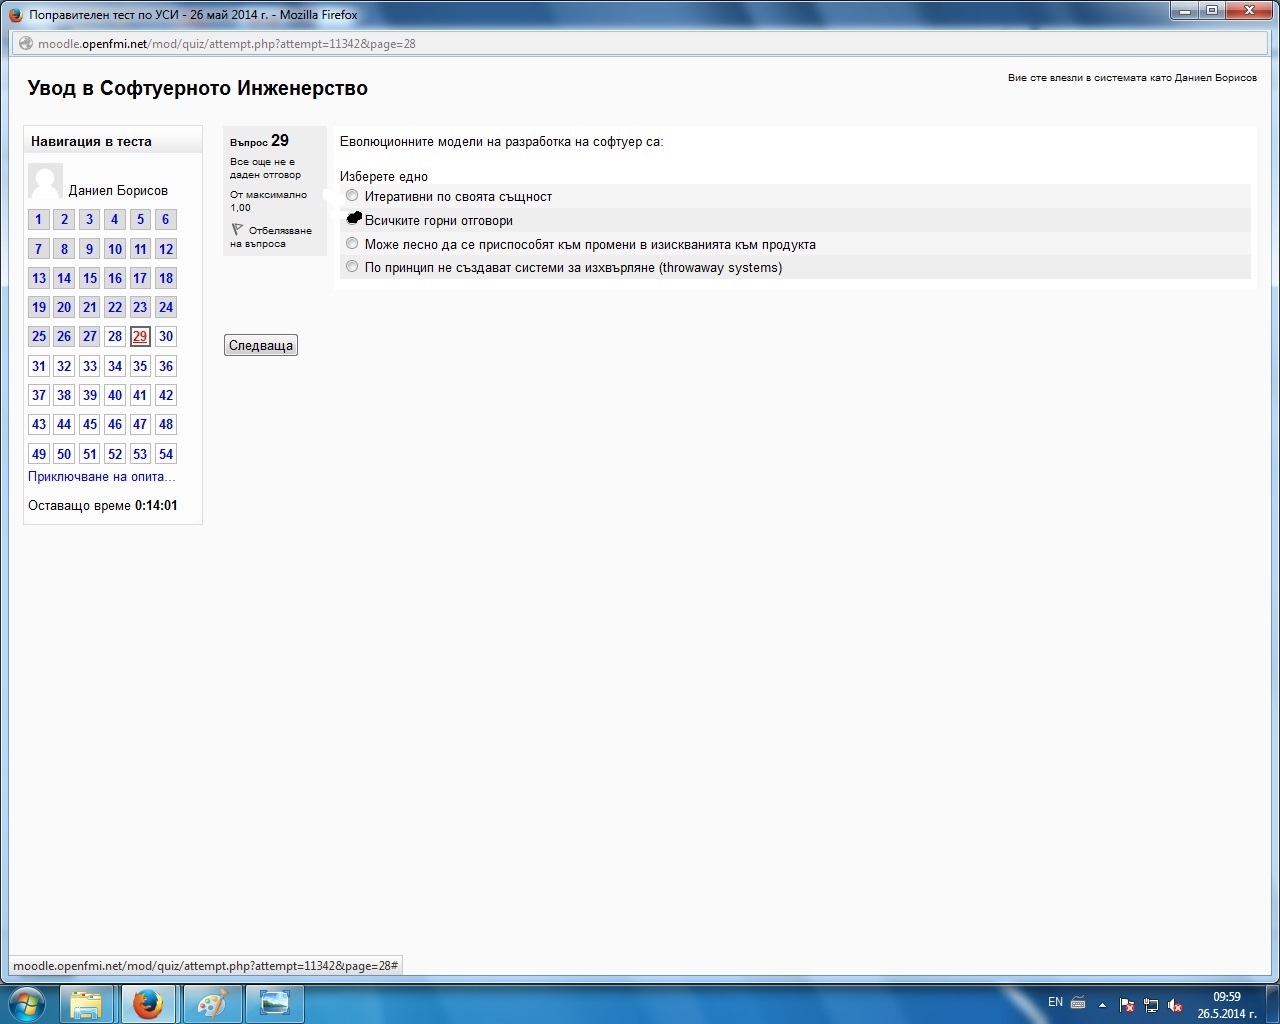 Поправителен тест по УСИ - 26 май 2014 г. - Mozilla Firefox
moodle.openfmi.net/mod/quiz/attempt.php?attempt=11342&page=28
Вие сте влезли в системата като Даниел Борисов
Увод в Софтуерното Инженерство
Навигация в теста
Даниел Борисов
1 2 3 4 5 6
7 8 9 10 11 12
13 14 15 16 17 18
19 20 21 22 23 24
25 26 27 28 29 30
31 32 33 34 35 36
37 38 39 40 41 42
43 44 45 46 47 48
49 50 51 52 53 54
Приключване на опита...
Оставащо време 0:14:01
Въпрос 29
Все още не е
даден отговор
От максимално
1,00
Отбелязване
на въпроса
Еволюционните модели на разработка на софтуер са:
Изберете едно
Итеративни по своята същност
Всичките горни отговори
Може лесно да се приспособят към промени в изискванията към продукта
По принцип не създават системи за изхвърляне (throwaway systems)
Следваща
moodle.openfmi.net/mod/quiz/attempt.php?attempt=11342&page=28#
EN
09:59
26.5.2014 г.